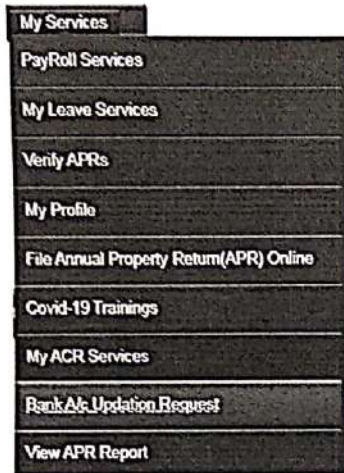 My Services
PayRoll Services
My Leave Services
Verify APRs
My Profile
File Annual Property Return(APR) Online
Covid-19 Trainings
My ACR Services
Bank A/c Updation Request
View APR Report